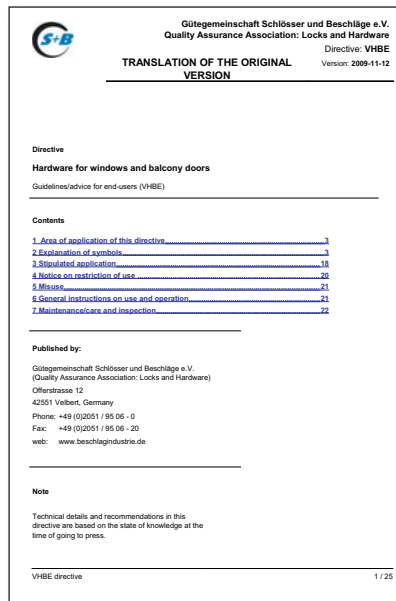 S+B
Gütegemeinschaft Schlösser und Beschläge e.V.
Quality Assurance Association: Locks and Hardware
Directive: VHBE
TRANSLATION OF THE ORIGINAL
VERSION
Version: 2009-11-12
Directive
Hardware for windows and balcony doors
Guidelines/advice for end-users (VHBE)
Contents
1 Area of application of this directive 3
2 Explanation of symbols 3
3 Stipulated application 18
4 Notice on restriction of use 20
5 Misuse 21
6 General instructions on use and operation 21
7 Maintenance/care and inspection 22
Published by:
Gütegemeinschaft Schlösser und Beschläge e.V.
(Quality Assurance Association: Locks and Hardware)
Offerstrasse 12
42551 Velbert, Germany
Phone: +49 (0)2051 / 95 06 - 0
Fax: +49 (0)2051 / 95 06 - 20
web: www.beschlagindustrie.de
Note
Technical details and recommendations in this
directive are based on the state of knowledge at the
time of going to press.
VHBE directive 1 / 25